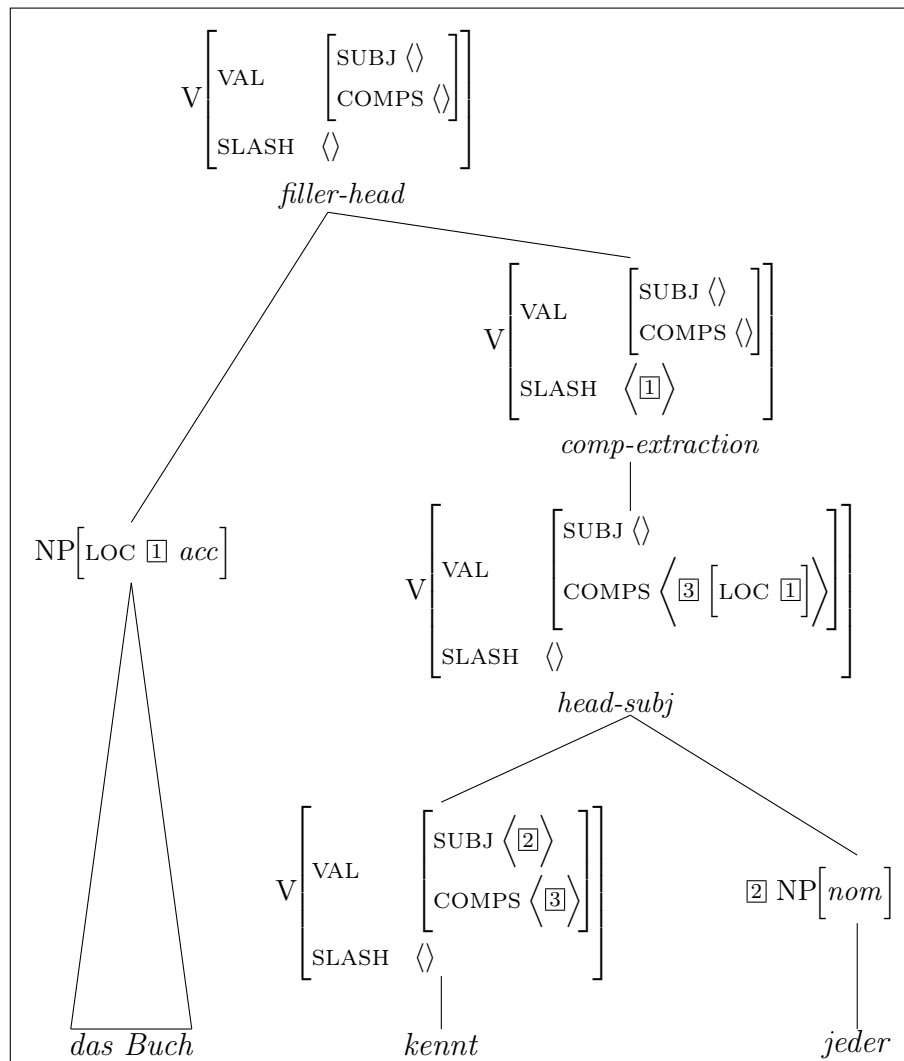 V[VAL [SUBJ ⟨⟩
COMPS ⟨⟩]
SLASH ⟨⟩]
filler-head
V[VAL [SUBJ ⟨⟩
COMPS ⟨⟩]
SLASH ⟨1⟩]
comp-extraction
NP[LOC 1 acc]
V[VAL [SUBJ ⟨⟩
COMPS ⟨3 [LOC 1]⟩]
SLASH ⟨⟩]
head-subj
V[VAL [SUBJ ⟨2⟩
COMPS ⟨3⟩]
SLASH ⟨⟩]
2 NP[nom]
das Buch kennt jeder